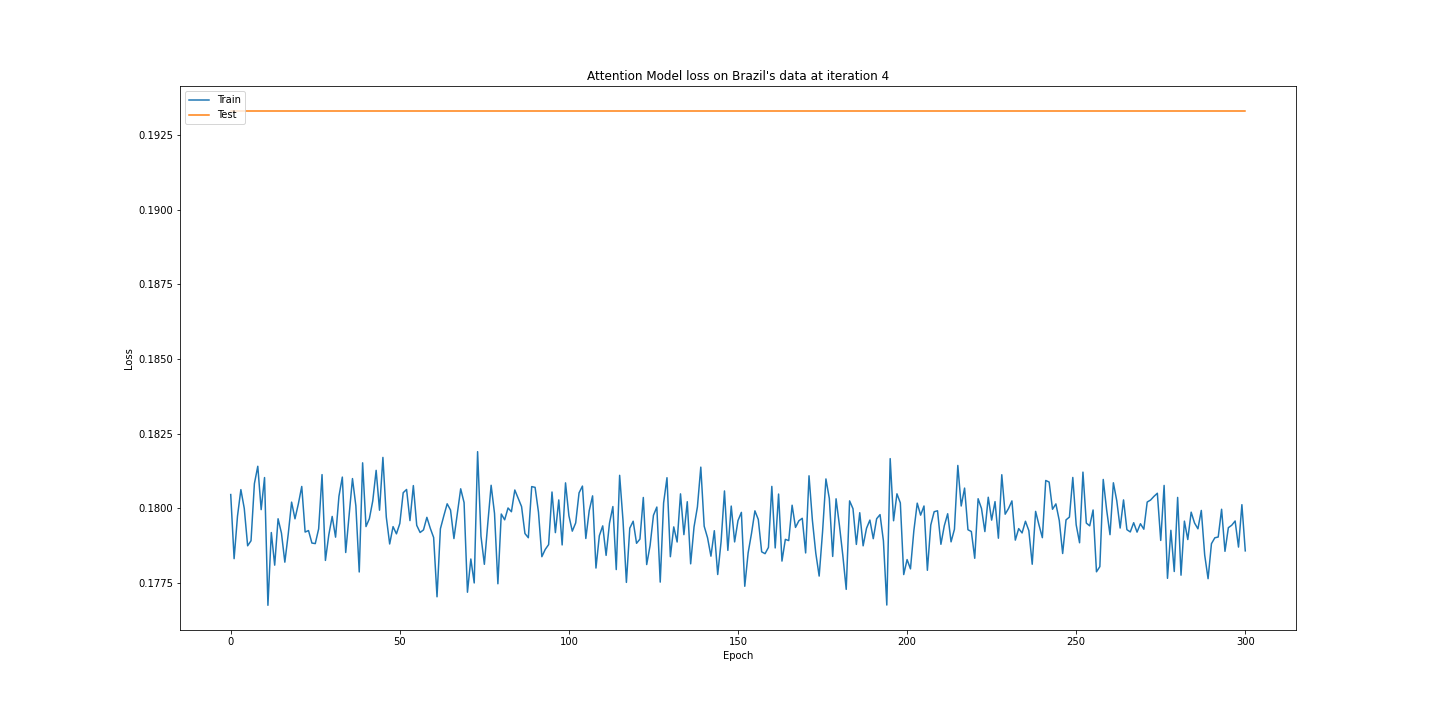 Attention Model loss on Brazil's data at iteration 4
Train
Test
0.1925
0.1900
0.1875
0.1850
0.1825
0.1800
0.1775
Loss
0 50 100 150 200 250 300
Epoch